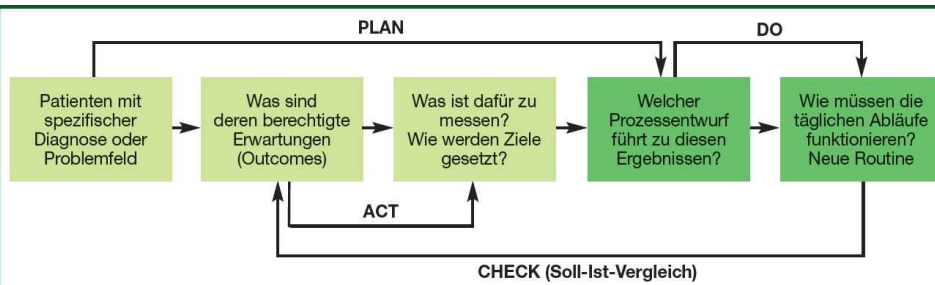 PLAN
DO
Patienten mit
spezifischer
Diagnose oder
Problemfeld
Was sind
deren berechtigte
Erwartungen
(Outcomes)
Was ist dafür zu
messen?
Wie werden Ziele
gesetzt?
Welcher
Prozessentwurf
führt zu diesen
Ergebnissen?
Wie müssen die
täglichen Abläufe
funktionieren?
Neue Routine
ACT
CHECK (Soll-Ist-Vergleich)